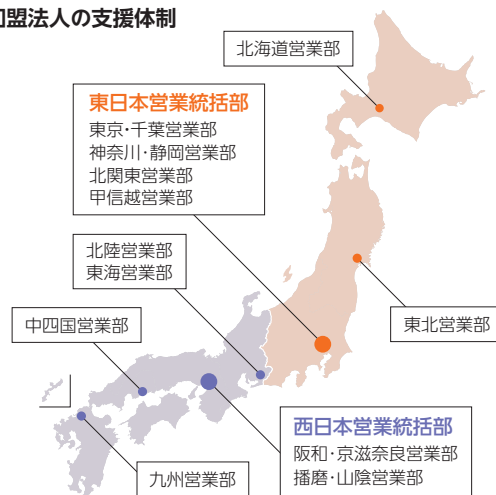 盟法人の支援体制
北海道営業部
東日本営業統括部
東京・千葉営業部
神奈川・静岡営業部
北関東営業部
甲信越営業部
北陸営業部
東海営業部
中四国営業部
東北営業部
西日本営業統括部
阪和・京滋奈良営業部
播磨・山陰営業部
九州営業部